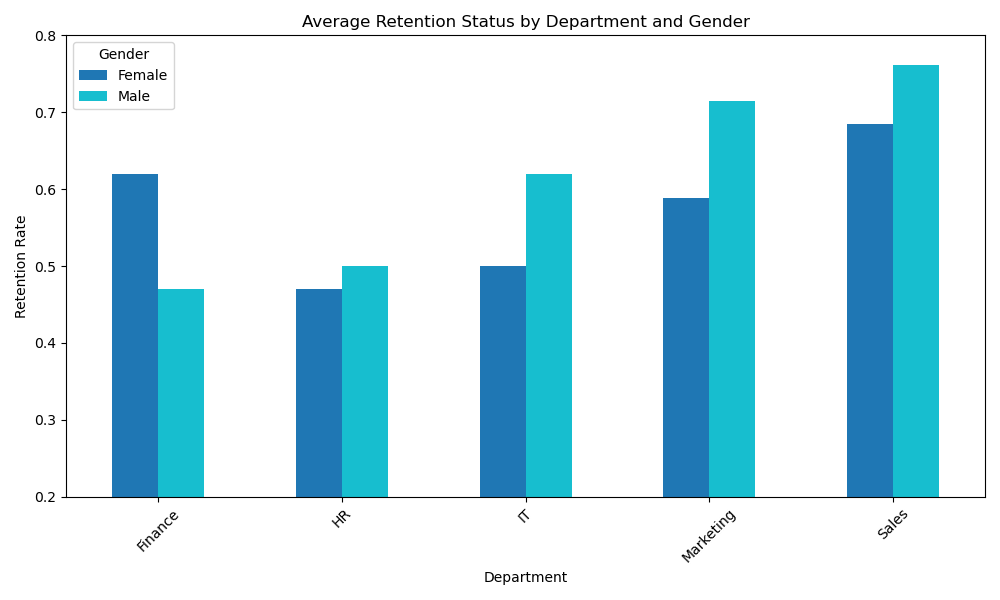 Average Retention Status by Department and Gender
Gender
Female
Male
Retention Rate
0.8
0.7
0.6
0.5
0.4
0.3
0.2
Finance
HR
IT
Marketing
Sales
Department